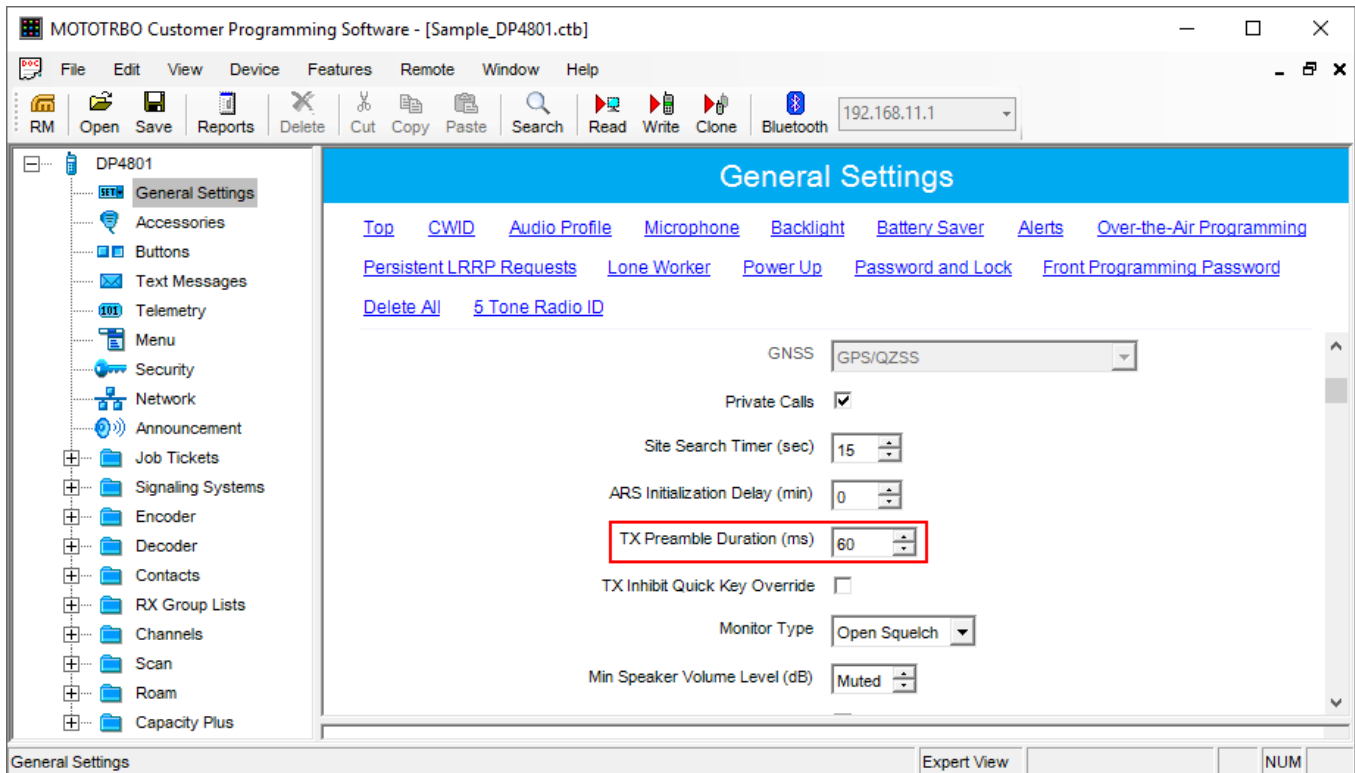 MOTOTRBO Customer Programming Software - [Sample_DP4801.ctb]
DOC File Edit View Device Features Remote Window Help
RM Open Save Reports Delete Cut Copy Paste Search Read Write Clone Bluetooth 192.168.11.1
DP4801
SET General Settings
Accessories
Buttons
Text Messages
101 Telemetry
Menu
Security
Network
Announcement
Job Tickets
Signaling Systems
Encoder
Decoder
Contacts
RX Group Lists
Channels
Scan
Roam
Capacity Plus
General Settings
Top CWID Audio Profile Microphone Backlight Battery Saver Alerts Over-the-Air Programming
Persistent LRRP Requests Lone Worker Power Up Password and Lock Front Programming Password
Delete All 5 Tone Radio ID
GNSS GPS/QZSS
Private Calls
Site Search Timer (sec) 15
ARS Initialization Delay (min) 0
TX Preamble Duration (ms) 60
TX Inhibit Quick Key Override
Monitor Type Open Squelch
Min Speaker Volume Level (dB) Muted
General Settings Expert View NUM